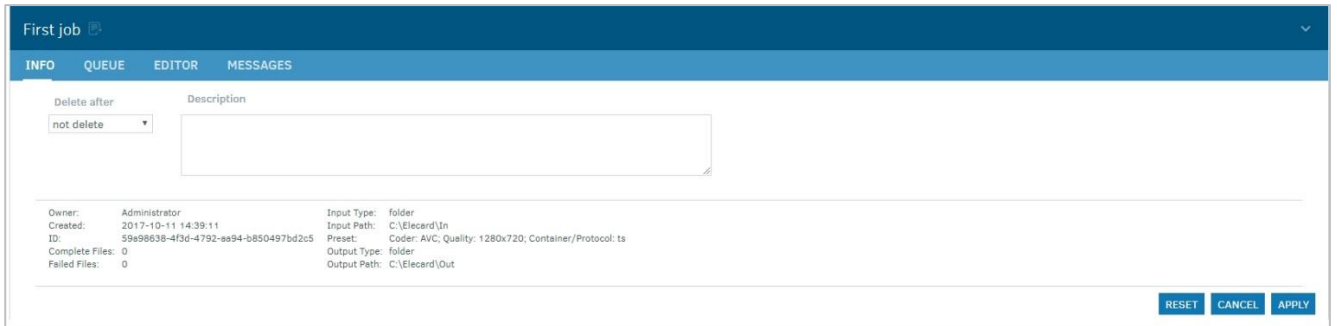 First job
INFO QUEUE EDITOR MESSAGES
Delete after Description
not delete
Owner: Administrator Input Type: folder
Created: 2017-10-11 14:39:11 Input Path: C:\Elecard\In
ID: 59a98638-4f3d-4792-aa94-b850497bd2c5 Preset: Coder: AVC; Quality: 1280x720; Container/Protocol: ts
Complete Files: 0 Output Type: folder
Failed Files: 0 Output Path: C:\Elecard\Out
RESET CANCEL APPLY